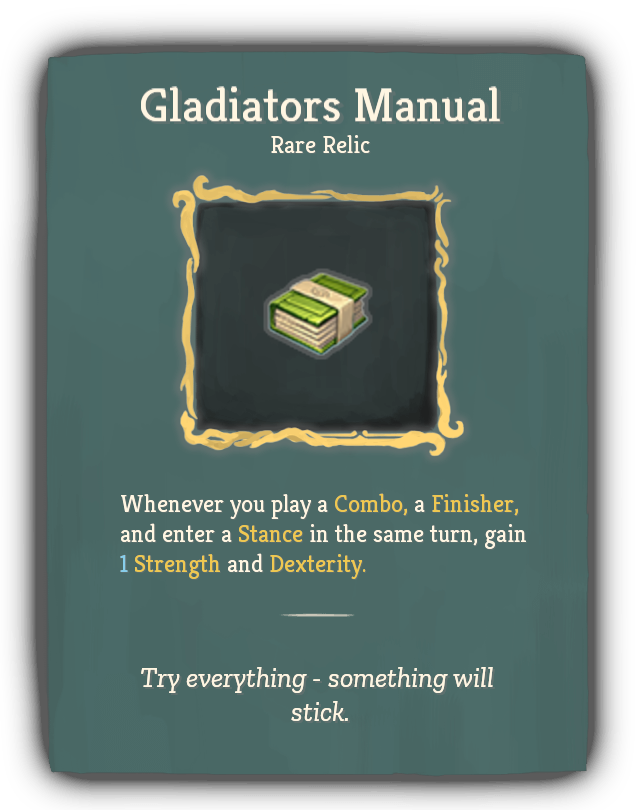 Gladiators Manual
Rare Relic
Whenever you play a Combo, a Finisher,
and enter a Stance in the same turn, gain
1 Strength and Dexterity.
Try everything - something will
stick.